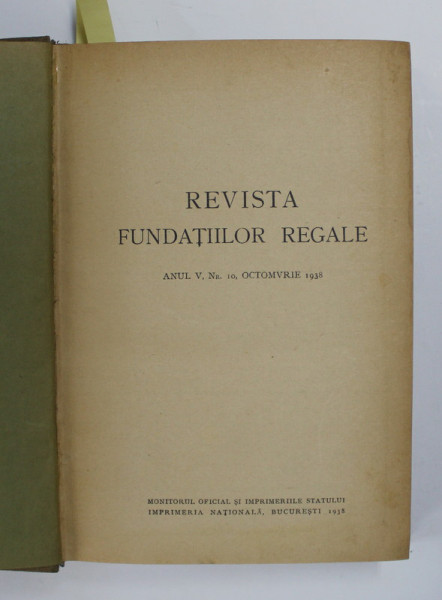 REVISTA
FUNDAȚIILOR REGALE
ANUL V, Nr. 10, OCTOMVRIE 1938
MONITORUL OFICIAL ȘI IMPRIMERIILE STATULUI
IMPRIMERIA NAȚIONALĂ, BUCUREȘTI 1938